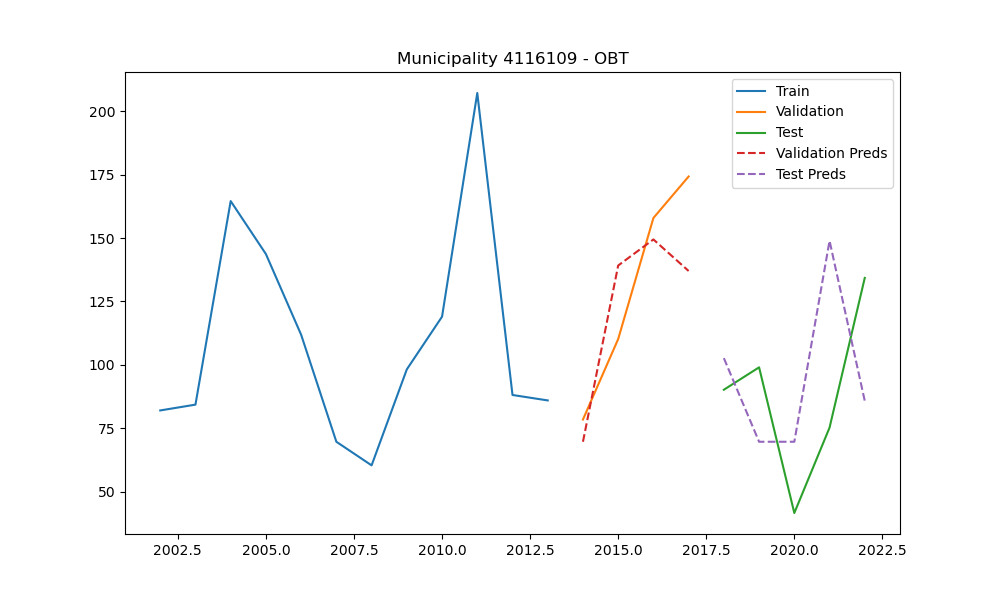 Municipality 4116109 - OBT
Train
Validation
Test
Validation Preds
Test Preds
200
175
150
125
100
75
50
2002.5 2005.0 2007.5 2010.0 2012.5 2015.0 2017.5 2020.0 2022.5